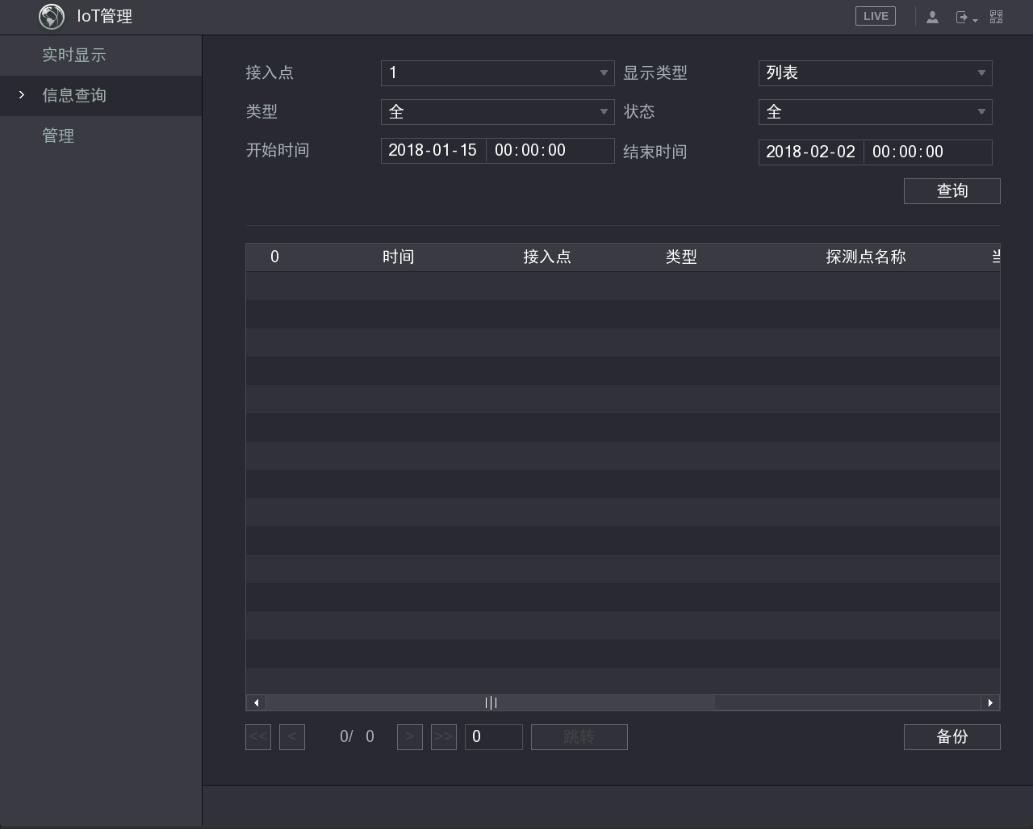 IoT管理
LIVE
实时显示
信息查询
管理
接入点 1 显示类型 列表
类型 全 状态 全
开始时间 2018-01-15 00:00:00 结束时间 2018-02-02 00:00:00
查询
0 时间 接入点 类型 探测点名称
<< < 0/ 0 > >> 0 跳转 备份